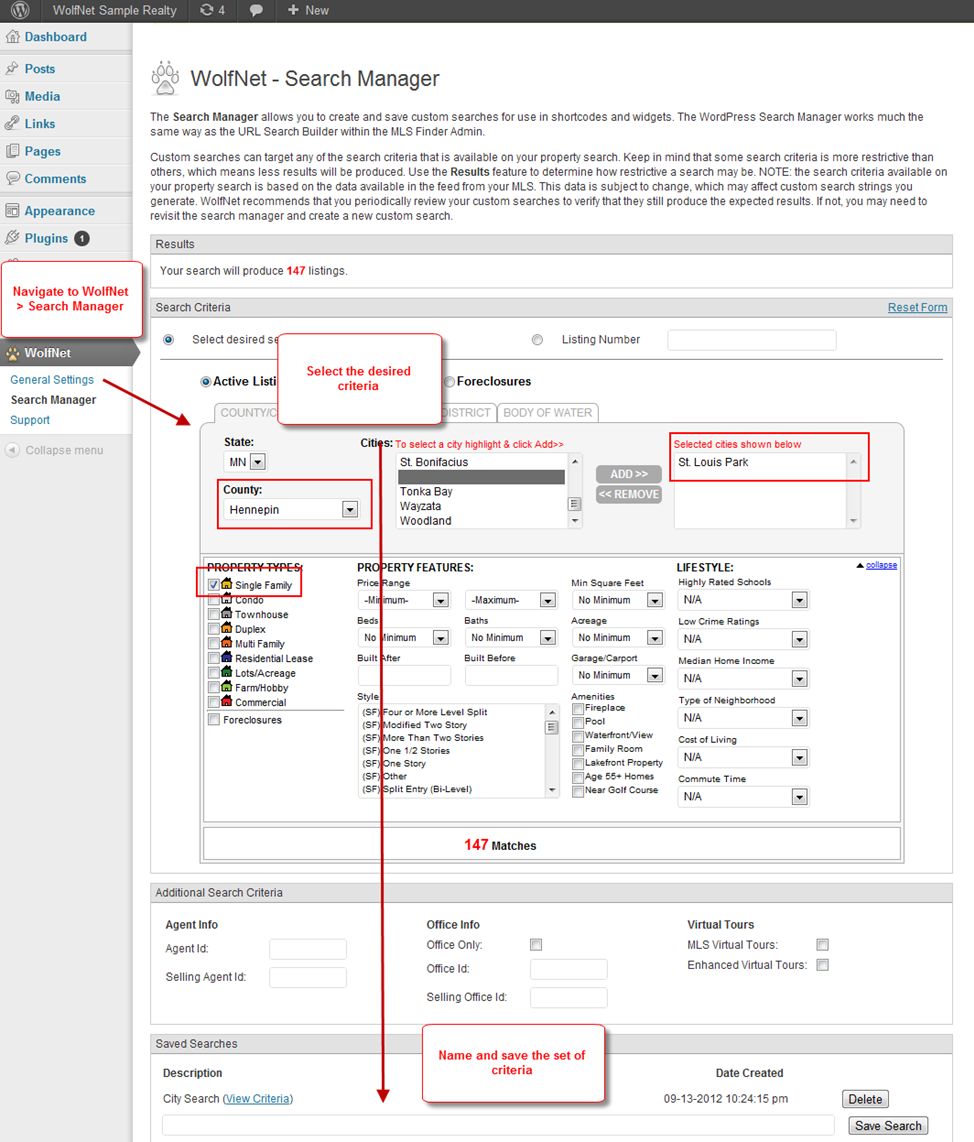 WolfNet Sample Realty 4 + New
Dashboard
Posts
Media
Links
Pages
Comments
Appearance
Plugins 1
Navigate to WolfNet
> Search Manager
WolfNet
General Settings
Search Manager
Support
Collapse menu
WolfNet - Search Manager
The Search Manager allows you to create and save custom searches for use in shortcodes and widgets. The WordPress Search Manager works much the
same way as the URL Search Builder within the MLS Finder Admin.
Custom searches can target any of the search criteria that is available on your property search. Keep in mind that some search criteria is more restrictive than
others, which means less results will be produced. Use the Results feature to determine how restrictive a search may be. NOTE: the search criteria available on
your property search is based on the data available in the feed from your MLS. This data is subject to change, which may affect custom search strings you
generate. WolfNet recommends that you periodically review your custom searches to verify that they still produce the expected results. If not, you may need to
revisit the search manager and create a new custom search.
Results
Your search will produce 147 listings.
Search Criteria Reset Form
Select desired se Listing Number
Select the desired
criteria
Active Listi Foreclosures
COUNTY/C DISTRICT BODY OF WATER
State:
MN
County:
Hennepin
Cities: To select a city highlight & click Add>>
St. Bonifacius
Tonka Bay
Wayzata
Woodland
ADD >>
<< REMOVE
Selected cities shown below
St. Louis Park
PROPERTY TYPES:
Single Family
Condo
Townhouse
Duplex
Multi Family
Residential Lease
Lots/Acreage
Farm/Hobby
Commercial
Foreclosures
PROPERTY FEATURES:
Price Range
-Minimum- -Maximum-
Beds Baths
No Minimum No Minimum
Built After Built Before
Style
(SF) Four or More Level Split
(SF) Modified Two Story
(SF) More Than Two Stories
(SF) One 1/2 Stories
(SF) One Story
(SF) Other
(SF) Split Entry (Bi-Level)
Min Square Feet
No Minimum
Acreage
No Minimum
Garage/Carport
No Minimum
Amenities
Fireplace
Pool
Waterfront/View
Family Room
Lakefront Property
Age 55+ Homes
Near Golf Course
LIFESTYLE: collapse
Highly Rated Schools
N/A
Low Crime Ratings
N/A
Median Home Income
N/A
Type of Neighborhood
N/A
Cost of Living
N/A
Commute Time
N/A
147 Matches
Additional Search Criteria
Agent Info
Agent Id:
Selling Agent Id:
Office Info
Office Only:
Office Id:
Selling Office Id:
Virtual Tours
MLS Virtual Tours:
Enhanced Virtual Tours:
Saved Searches
Name and save the set of
criteria
Description Date Created
City Search (View Criteria) 09-13-2012 10:24:15 pm Delete
Save Search